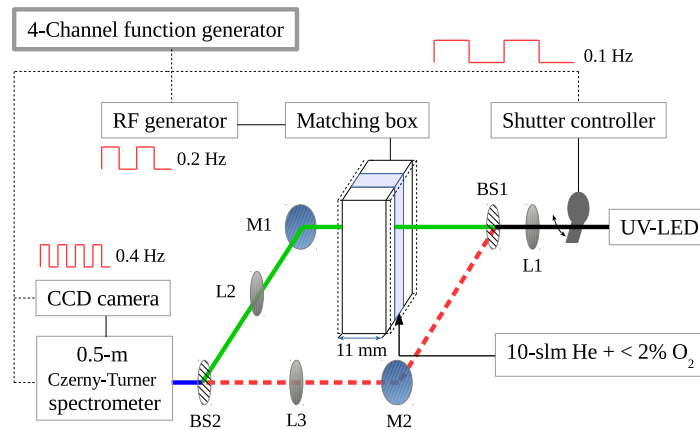 4-Channel function generator
0.1 Hz
RF generator
Matching box
Shutter controller
0.2 Hz
BS1
M1
UV-LED
L1
0.4 Hz
L2
CCD camera
11 mm
10-slm He + < 2% O₂
0.5-m
Czerny-Turner
spectrometer
BS2
L3
M2